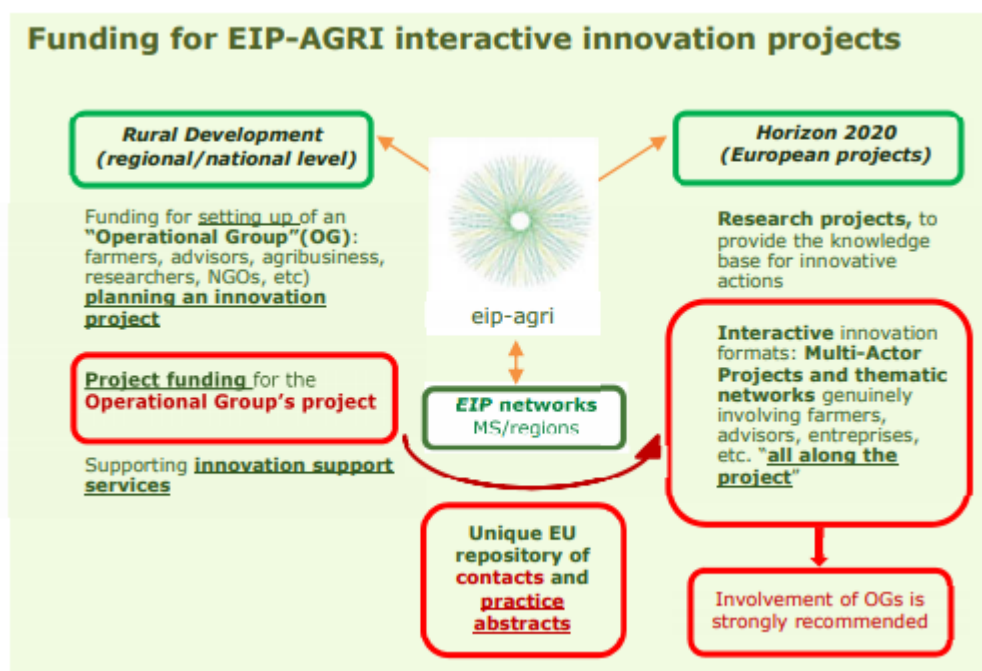 Funding for EIP-AGRI interactive innovation projects
Rural Development
(regional/national level)
Funding for setting up of an
“Operational Group”(OG):
farmers, advisors, agribusiness,
researchers, NGOs, etc)
planning an innovation
project
Project funding for the
Operational Group's project
Supporting innovation support
services
eip-agri
EIP networks
MS/regions
Unique EU
repository of
contacts and
practice
abstracts
Horizon 2020
(European projects)
Research projects, to
provide the knowledge
base for innovative
actions
Interactive innovation
formats: Multi-Actor
Projects and thematic
networks genuinely
involving farmers,
advisors, entreprises,
etc. “all along the
project”
Involvement of OGs is
strongly recommended